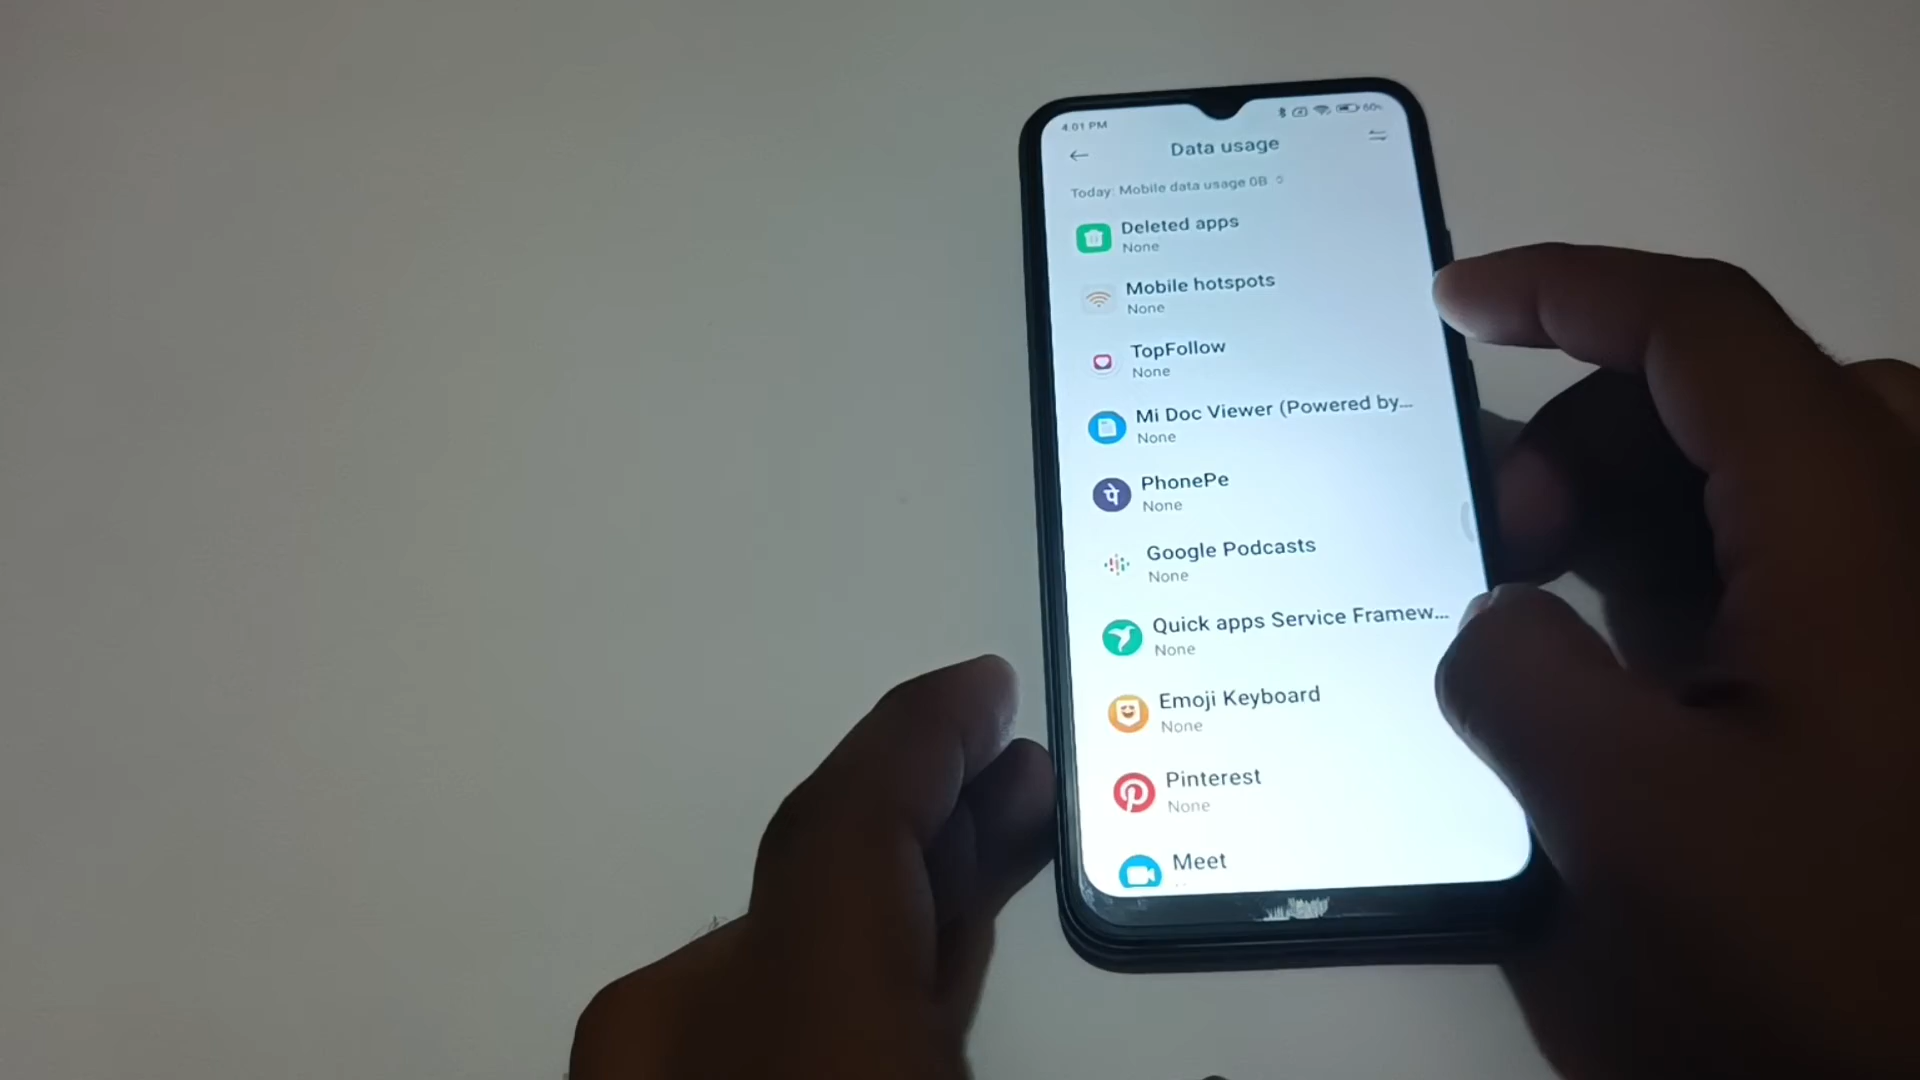 4:01 PM
60%
Data usage
Today: Mobile data usage 0B
Deleted apps
None
Mobile hotspots
None
TopFollow
None
Mi Doc Viewer (Powered by...
None
पे
PhonePe
None
Google Podcasts
None
Quick apps Service Framew...
None
Emoji Keyboard
None
Pinterest
None
Meet